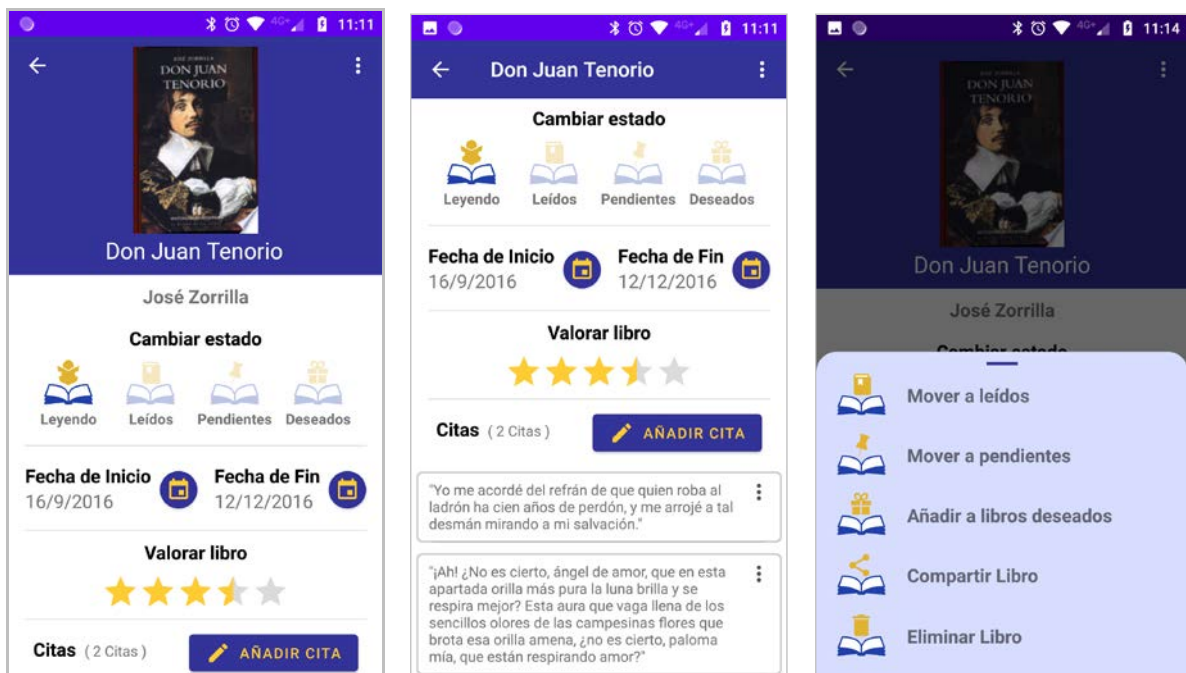 11:11
JOSÉ ZORRILLA
DON JUAN
TENORIO
Don Juan Tenorio
José Zorrilla
Cambiar estado
Leyendo Leídos Pendientes Deseados
Fecha de Inicio Fecha de Fin
16/9/2016 12/12/2016
Valorar libro
Citas ( 2 Citas ) AÑADIR CITA
4G+ 11:11
Don Juan Tenorio
Cambiar estado
Leyendo Leídos Pendientes Deseados
Fecha de Inicio Fecha de Fin
16/9/2016 12/12/2016
Valorar libro
Citas ( 2 Citas ) AÑADIR CITA
"Yo me acordé del refrán de que quien roba al
ladrón ha cien años de perdón, y me arrojé a tal
desmán mirando a mi salvación."
"¡Ah! ¿No es cierto, ángel de amor, que en esta
apartada orilla más pura la luna brilla y se
respira mejor? Esta aura que vaga llena de los
sencillos olores de las campesinas flores que
brota esa orilla amena, ¿no es cierto, paloma
mía, que están respirando amor?"
4G+ 11:14
DON JUAN
TENORIO
Don Juan Tenorio
José Zorrilla
Cambiar estado
Mover a leídos
Mover a pendientes
Añadir a libros deseados
Compartir Libro
Eliminar Libro